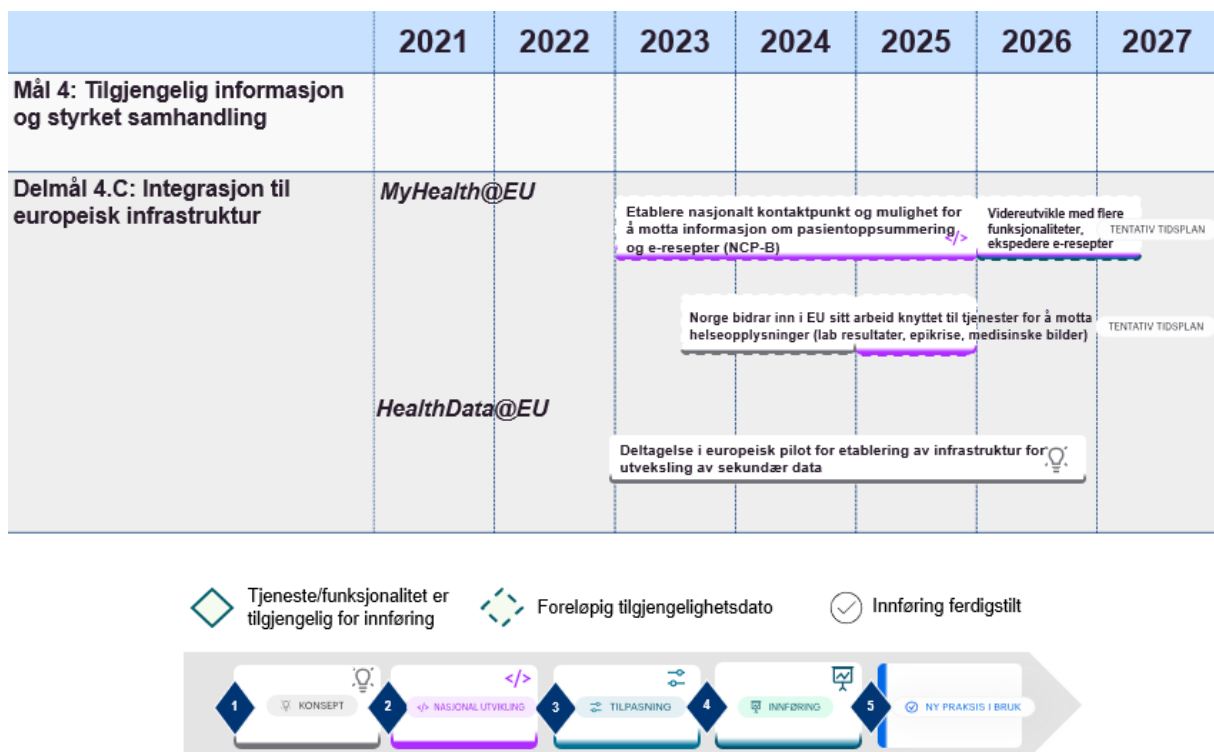 2021 2022 2023 2024 2025 2026 2027
Mål 4: Tilgjengelig informasjon
og styrket samhandling
Delmål 4.C: Integrasjon til
europeisk infrastruktur
MyHealth@EU
Etablere nasjonalt kontaktpunkt og mulighet for
å motta informasjon om pasientoppsummering
og e-resepter (NCP-B)
</>
Videreutvikle med flere
funksjonaliteter,
ekspedere e-resepter
TENTATIV TIDSPLAN
Norge bidrar inn i EU sitt arbeid knyttet til tjenester for å motta
helseopplysninger (lab resultater, epikrise, medisinske bilder)
TENTATIV TIDSPLAN
HealthData@EU
Deltagelse i europeisk pilot for etablering av infrastruktur for
utveksling av sekundær data
Tjeneste/funksjonalitet er
tilgjengelig for innføring
Foreløpig tilgjengelighetsdato
Innføring ferdigstilt
1 KONSEPT
2 </> </> NASJONAL UTVIKLING
3 TILPASNING
4 INNFØRING
5 NY PRAKSIS I BRUK